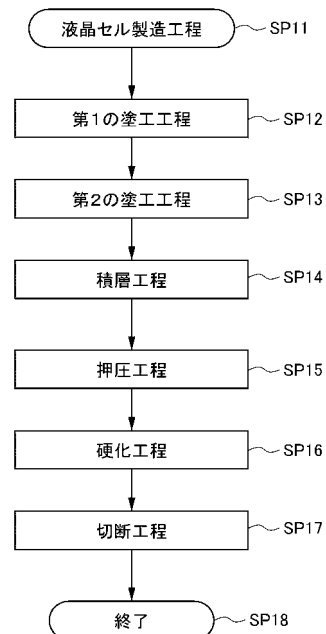 液晶セル製造工程 SP11
第1の塗工工程 SP12
第2の塗工工程 SP13
積層工程 SP14
押圧工程 SP15
硬化工程 SP16
切断工程 SP17
終了 SP18